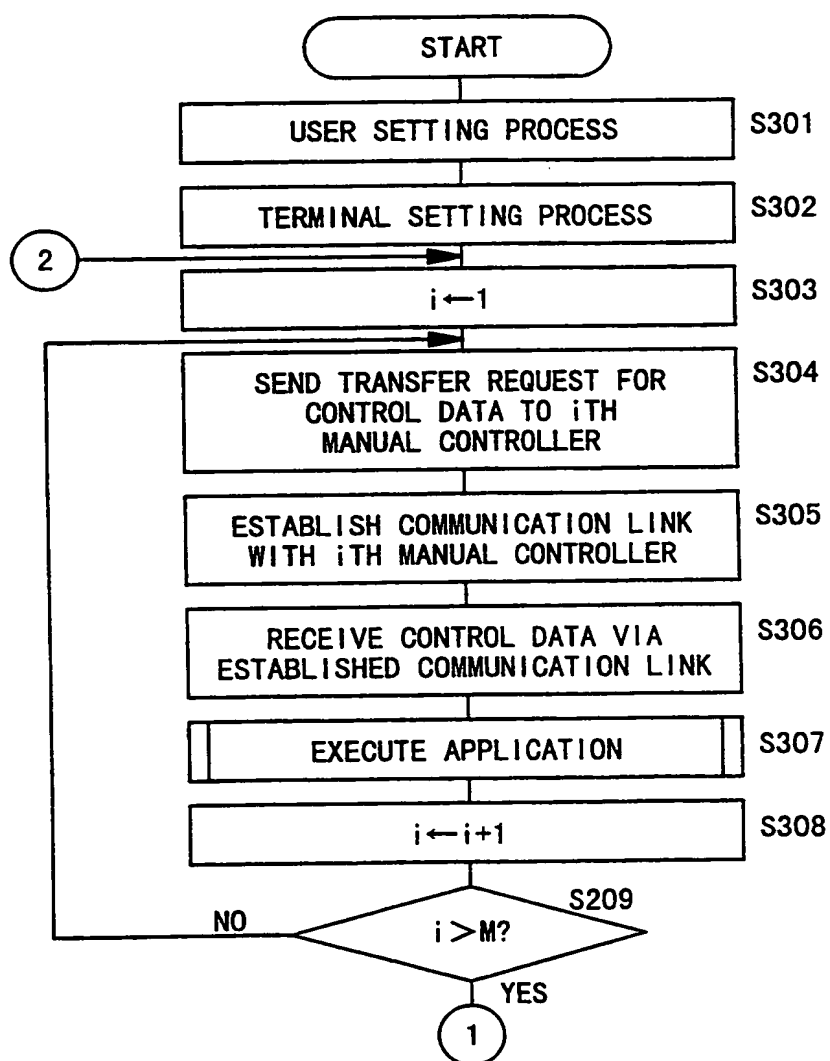 START
USER SETTING PROCESS
S301
TERMINAL SETTING PROCESS
S302
2
i←1
S303
SEND TRANSFER REQUEST FOR
CONTROL DATA TO iTH
MANUAL CONTROLLER
S304
ESTABLISH COMMUNICATION LINK
WITH iTH MANUAL CONTROLLER
S305
RECEIVE CONTROL DATA VIA
ESTABLISHED COMMUNICATION LINK
S306
EXECUTE APPLICATION
S307
i←i+1
S308
S209
NO
i>M?
YES
1